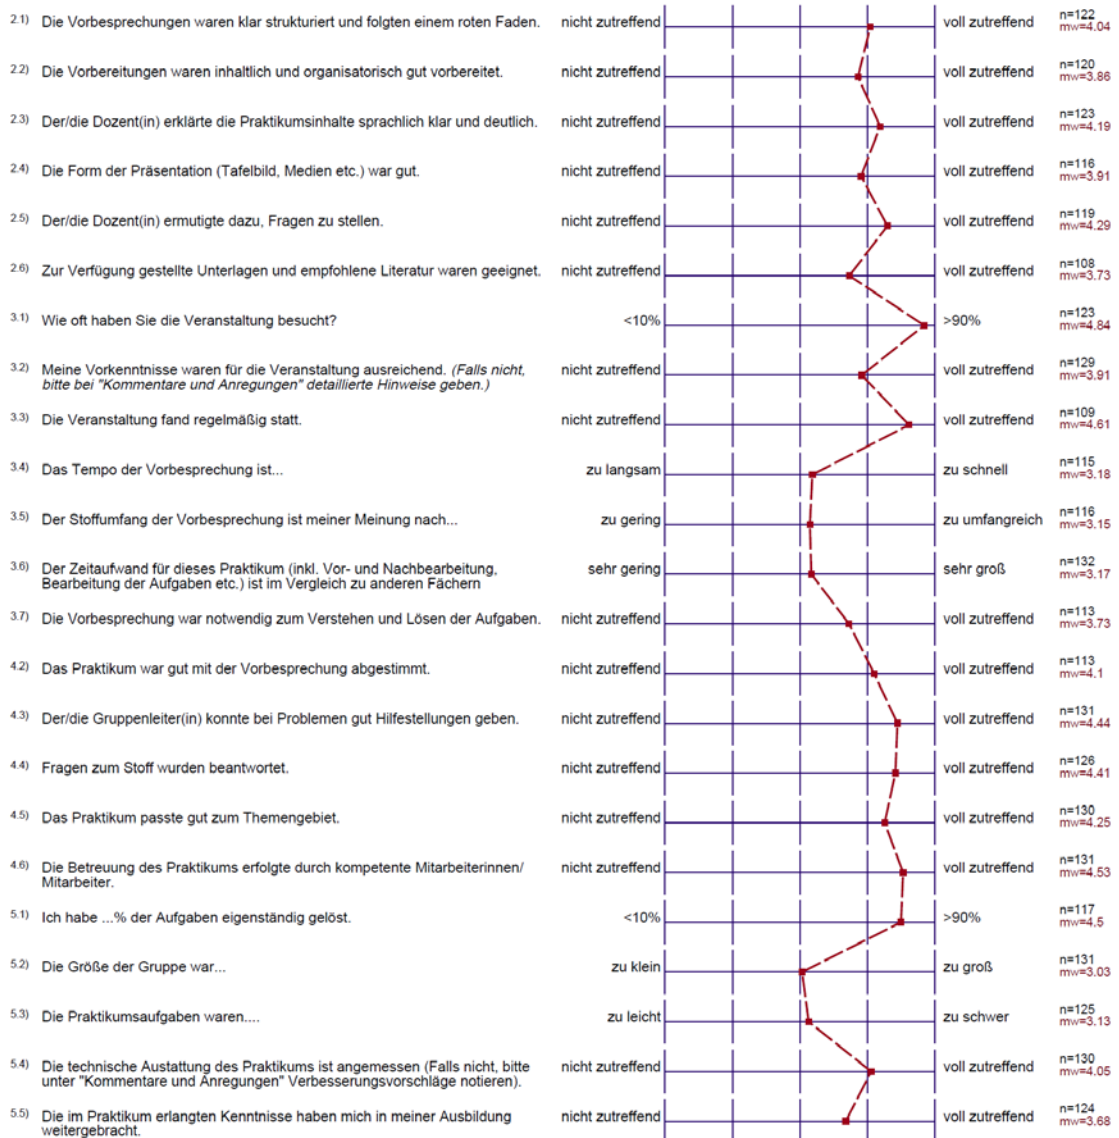 2.1) Die Vorbesprechungen waren klar strukturiert und folgten einem roten Faden. nicht zutreffend voll zutreffend n=122
mw=4.04
2.2) Die Vorbereitungen waren inhaltlich und organisatorisch gut vorbereitet. nicht zutreffend voll zutreffend n=120
mw=3.86
2.3) Der/die Dozent(in) erklärte die Praktikumsinhalte sprachlich klar und deutlich. nicht zutreffend voll zutreffend n=123
mw=4.19
2.4) Die Form der Präsentation (Tafelbild, Medien etc.) war gut. nicht zutreffend voll zutreffend n=116
mw=3.91
2.5) Der/die Dozent(in) ermutigte dazu, Fragen zu stellen. nicht zutreffend voll zutreffend n=119
mw=4.29
2.6) Zur Verfügung gestellte Unterlagen und empfohlene Literatur waren geeignet. nicht zutreffend voll zutreffend n=108
mw=3.73
3.1) Wie oft haben Sie die Veranstaltung besucht? <10% >90% n=123
mw=4.84
3.2) Meine Vorkenntnisse waren für die Veranstaltung ausreichend. (Falls nicht, nicht zutreffend voll zutreffend n=129
bitte bei "Kommentare und Anregungen" detaillierte Hinweise geben.) mw=3.91
3.3) Die Veranstaltung fand regelmäßig statt. nicht zutreffend voll zutreffend n=109
mw=4.61
3.4) Das Tempo der Vorbesprechung ist... zu langsam zu schnell n=115
mw=3.18
3.5) Der Stoffumfang der Vorbesprechung ist meiner Meinung nach... zu gering zu umfangreich n=116
mw=3.15
3.6) Der Zeitaufwand für dieses Praktikum (inkl. Vor- und Nachbearbeitung, sehr gering sehr groß n=132
Bearbeitung der Aufgaben etc.) ist im Vergleich zu anderen Fächern mw=3.17
3.7) Die Vorbesprechung war notwendig zum Verstehen und Lösen der Aufgaben. nicht zutreffend voll zutreffend n=113
mw=3.73
4.2) Das Praktikum war gut mit der Vorbesprechung abgestimmt. nicht zutreffend voll zutreffend n=113
mw=4.1
4.3) Der/die Gruppenleiter(in) konnte bei Problemen gut Hilfestellungen geben. nicht zutreffend voll zutreffend n=131
mw=4.44
4.4) Fragen zum Stoff wurden beantwortet. nicht zutreffend voll zutreffend n=126
mw=4.41
4.5) Das Praktikum passte gut zum Themengebiet. nicht zutreffend voll zutreffend n=130
mw=4.25
4.6) Die Betreuung des Praktikums erfolgte durch kompetente Mitarbeiterinnen/ nicht zutreffend voll zutreffend n=131
Mitarbeiter. mw=4.53
5.1) Ich habe ...% der Aufgaben eigenständig gelöst. <10% >90% n=117
mw=4.5
5.2) Die Größe der Gruppe war... zu klein zu groß n=131
mw=3.03
5.3) Die Praktikumsaufgaben waren.... zu leicht zu schwer n=125
mw=3.13
5.4) Die technische Austattung des Praktikums ist angemessen (Falls nicht, bitte nicht zutreffend voll zutreffend n=130
unter "Kommentare und Anregungen" Verbesserungsvorschläge notieren). mw=4.05
5.5) Die im Praktikum erlangten Kenntnisse haben mich in meiner Ausbildung nicht zutreffend voll zutreffend n=124
weitergebracht. mw=3.68